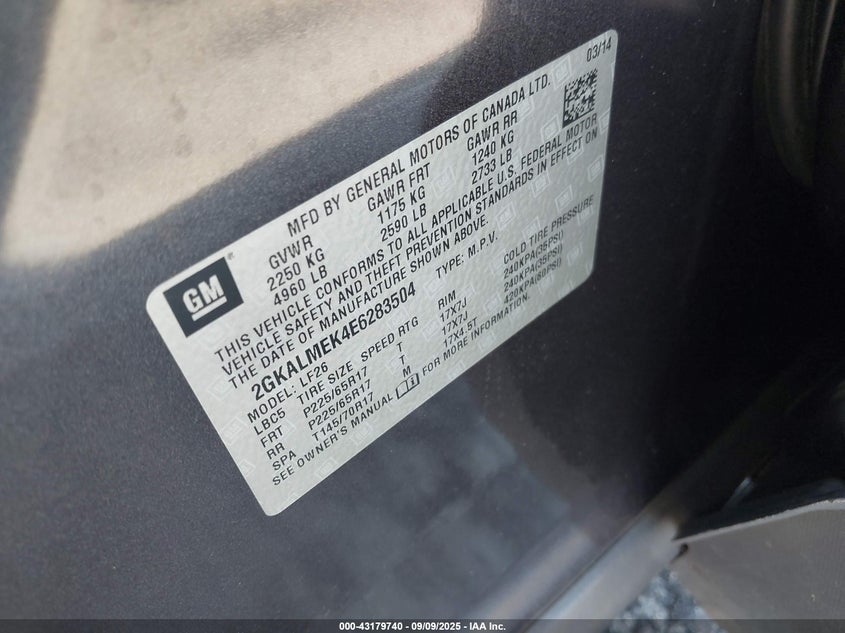 MFD BY GENERAL MOTORS OF CANADA LTD. 03/14
GVWR GAWR FRT GAWR RR
2250 KG 1175 KG 1240 KG
4960 LB 2590 LB 2733 LB
GM
THIS VEHICLE CONFORMS TO ALL APPLICABLE U.S. FEDERAL MOTOR
VEHICLE SAFETY AND THEFT PREVENTION STANDARDS IN EFFECT ON
THE DATE OF MANUFACTURE SHOWN ABOVE.
2GKALMEK4E6283504 TYPE: M.P.V.
MODEL: LF26
LBC5 TIRE SIZE SPEED RTG RIM COLD TIRE PRESSURE
FRT P225/65R17 T 17X7J 240KPA(35PSI)
RR P225/65R17 T 17X7J 240KPA(35PSI)
SPA T145/70R17 M 17X4.5T 420KPA(60PSI)
SEE OWNER'S MANUAL FOR MORE INFORMATION.
000-43179740 - 09/09/2025 - IAA Inc.